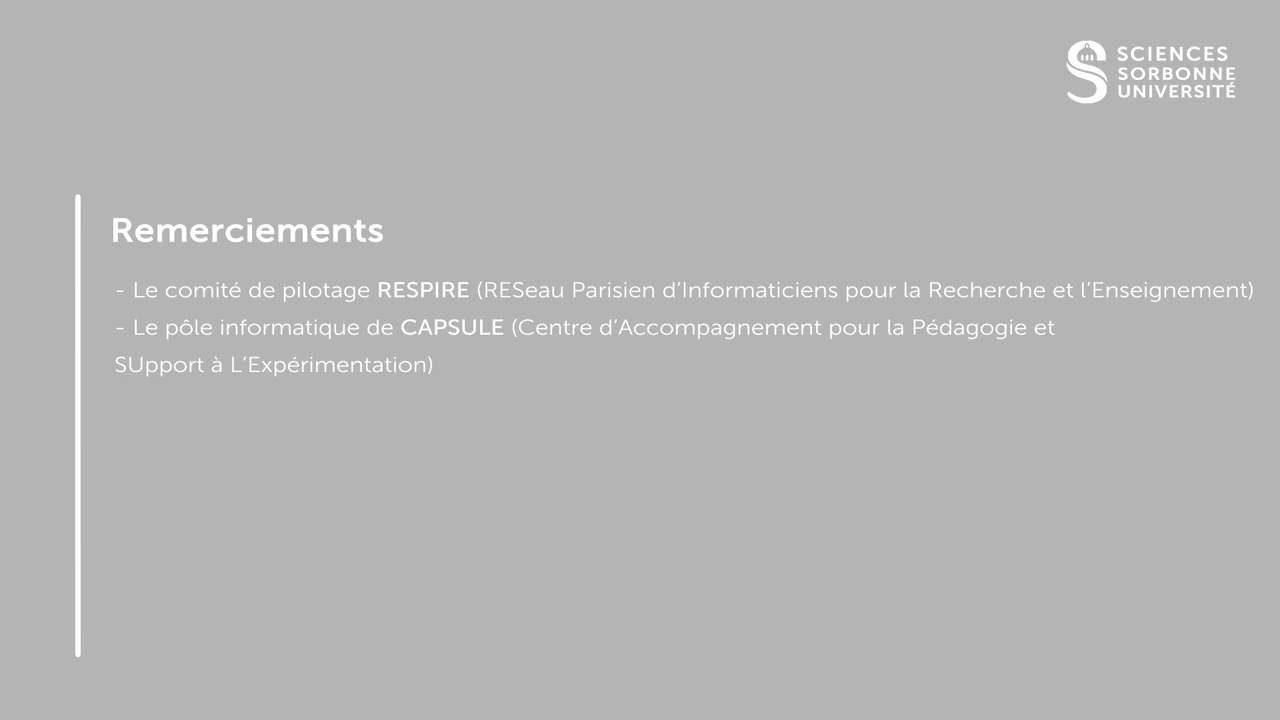 SCIENCES
SORBONNE
UNIVERSITÉ
Remerciements
- Le comité de pilotage RESPIRE (RESeau Parisien d’Informaticiens pour la Recherche et l’Enseignement)
- Le pôle informatique de CAPSULE (Centre d’Accompagnement pour la Pédagogie et
SUpport à L’Expérimentation)